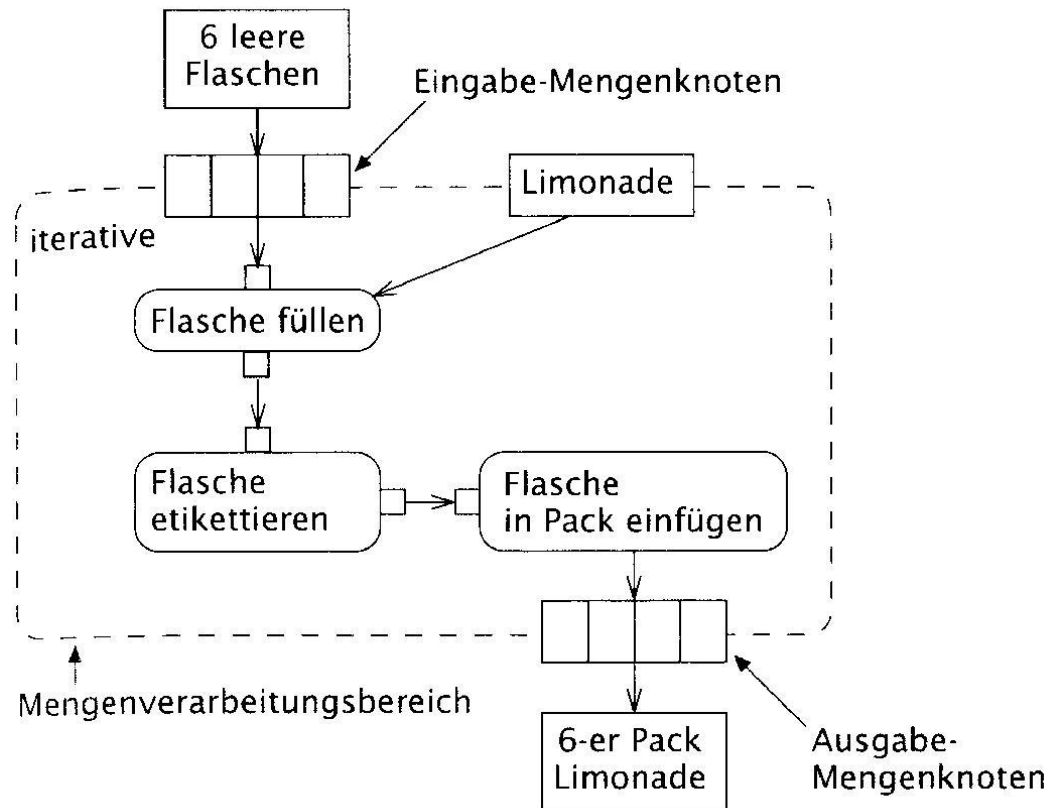 6 leere
Flaschen
Eingabe-Mengenknoten
Limonade
iterative
Flasche füllen
Flasche
etikettieren
Flasche
in Pack einfügen
Mengenverarbeitungsbereich
6-er Pack
Limonade
Ausgabe-
Mengenknoten